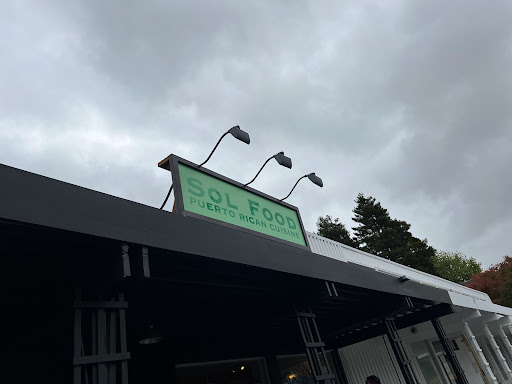 SOL FOOD
PUERTO RICAN CUISINE